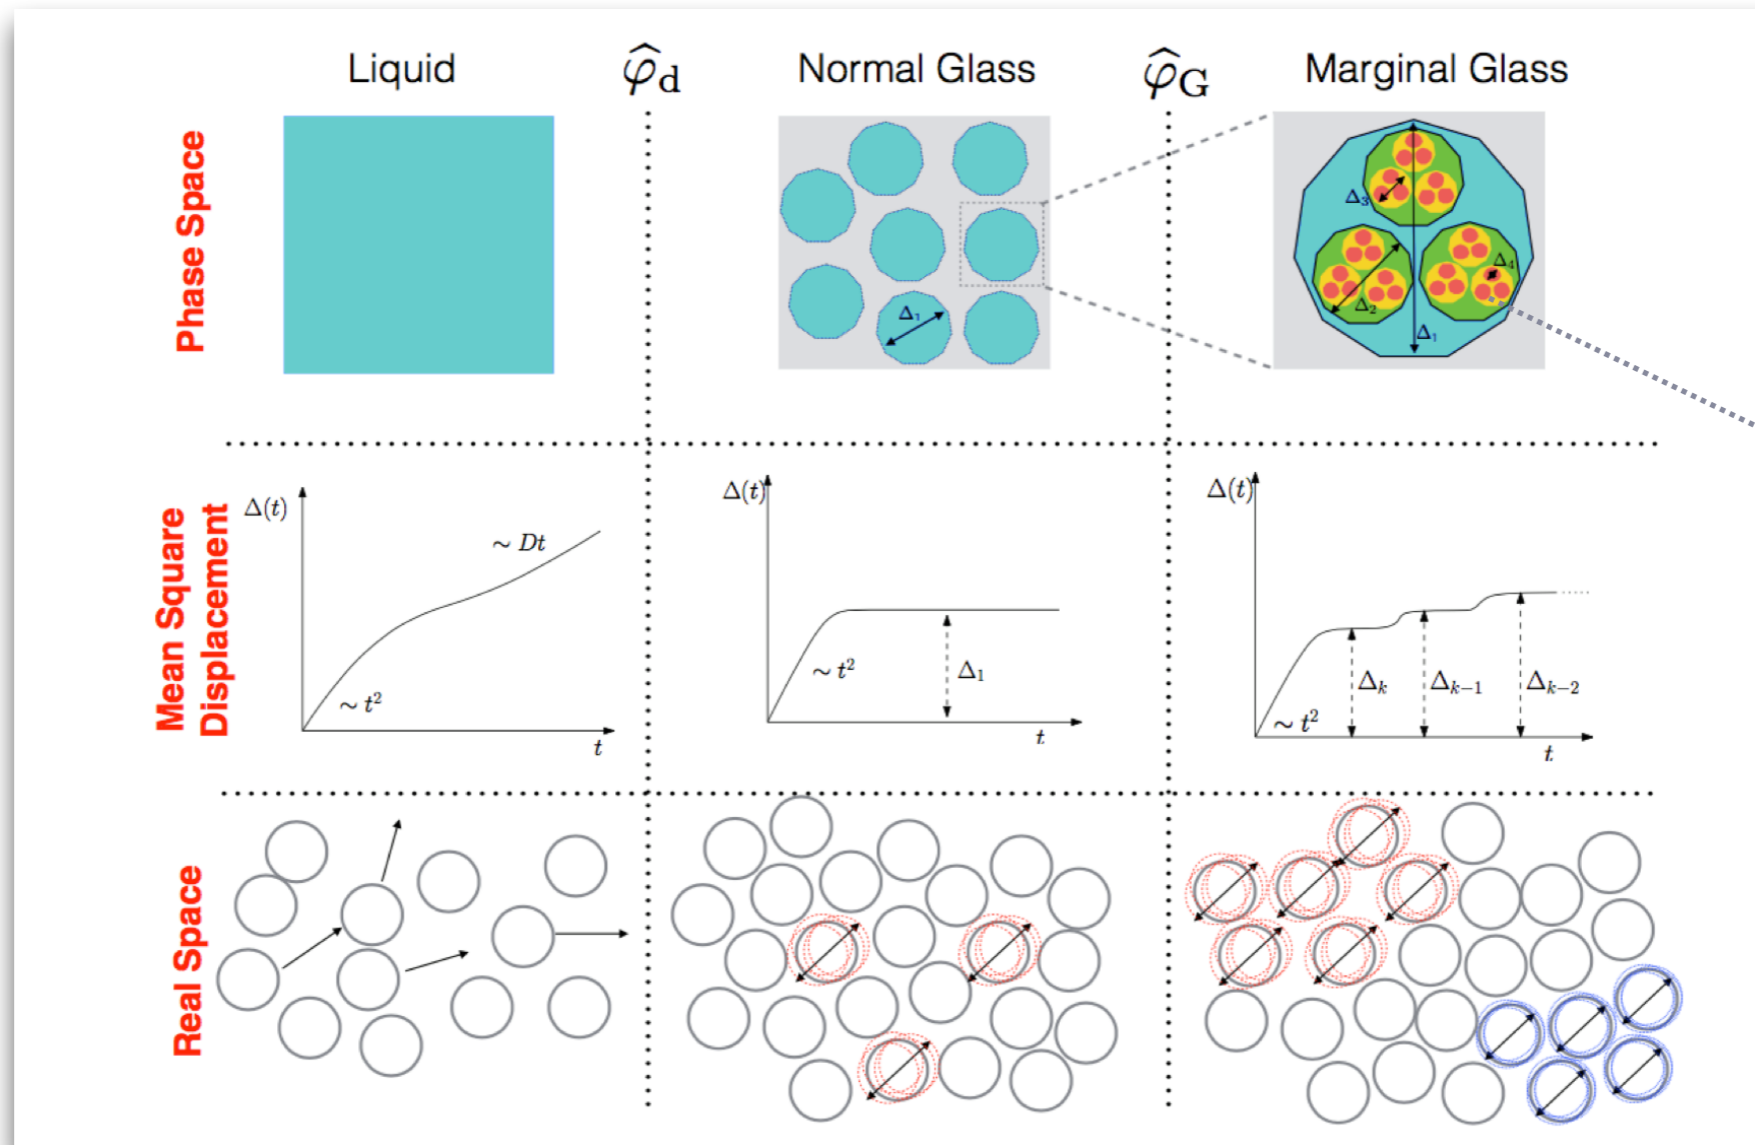 Liquid
φ̂d
Normal Glass
φ̂G
Marginal Glass
Phase Space
Δ₁
Δ₃
Δ₂
Δ₄
Δ₁
Mean Square
Displacement
Δ(t)
~ Dt
~ t²
t
Δ(t)
~ t²
Δ₁
t
Δ(t)
~ t²
Δₖ
Δₖ₋₁
Δₖ₋₂
t
Real Space